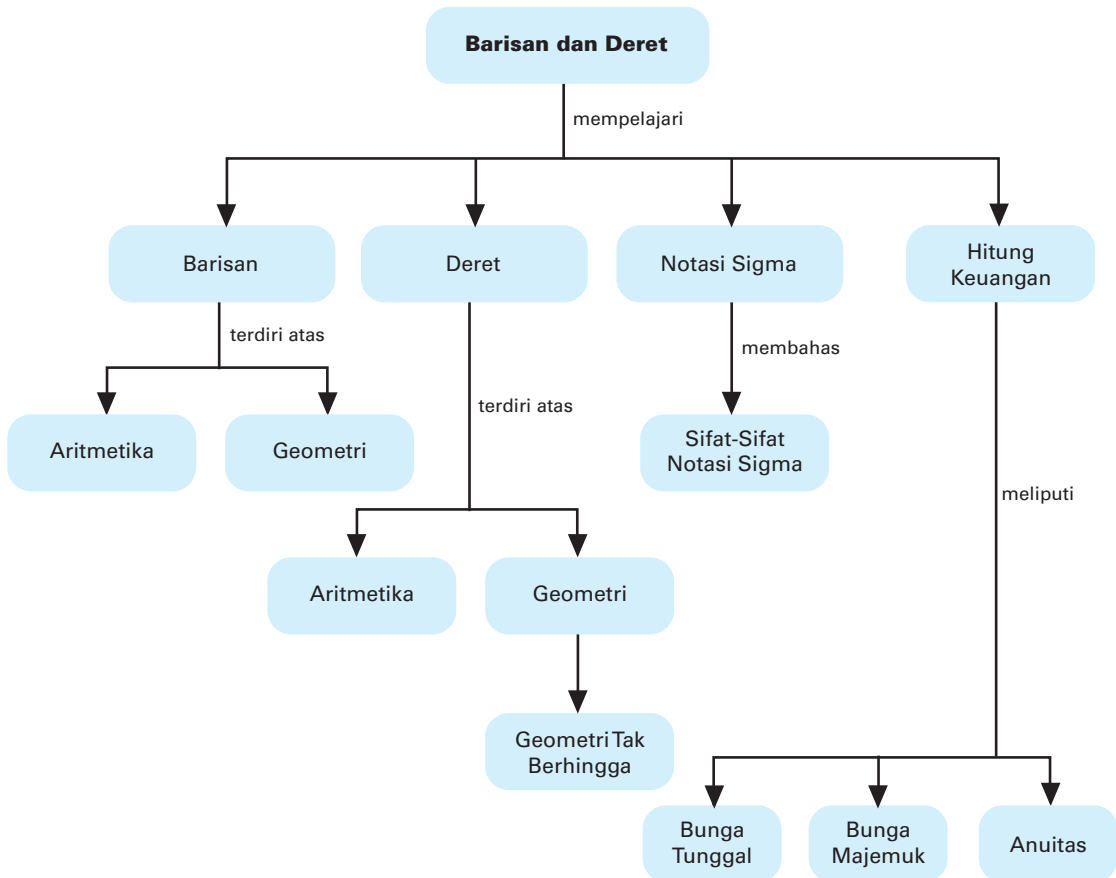 Barisan dan Deret
mempelajari
Barisan
Deret
Notasi Sigma
Hitung
Keuangan
terdiri atas
membahas
terdiri atas
Aritmetika
Geometri
Sifat-Sifat
Notasi Sigma
meliputi
Aritmetika
Geometri
Geometri Tak
Berhingga
Bunga
Tunggal
Bunga
Majemuk
Anuitas